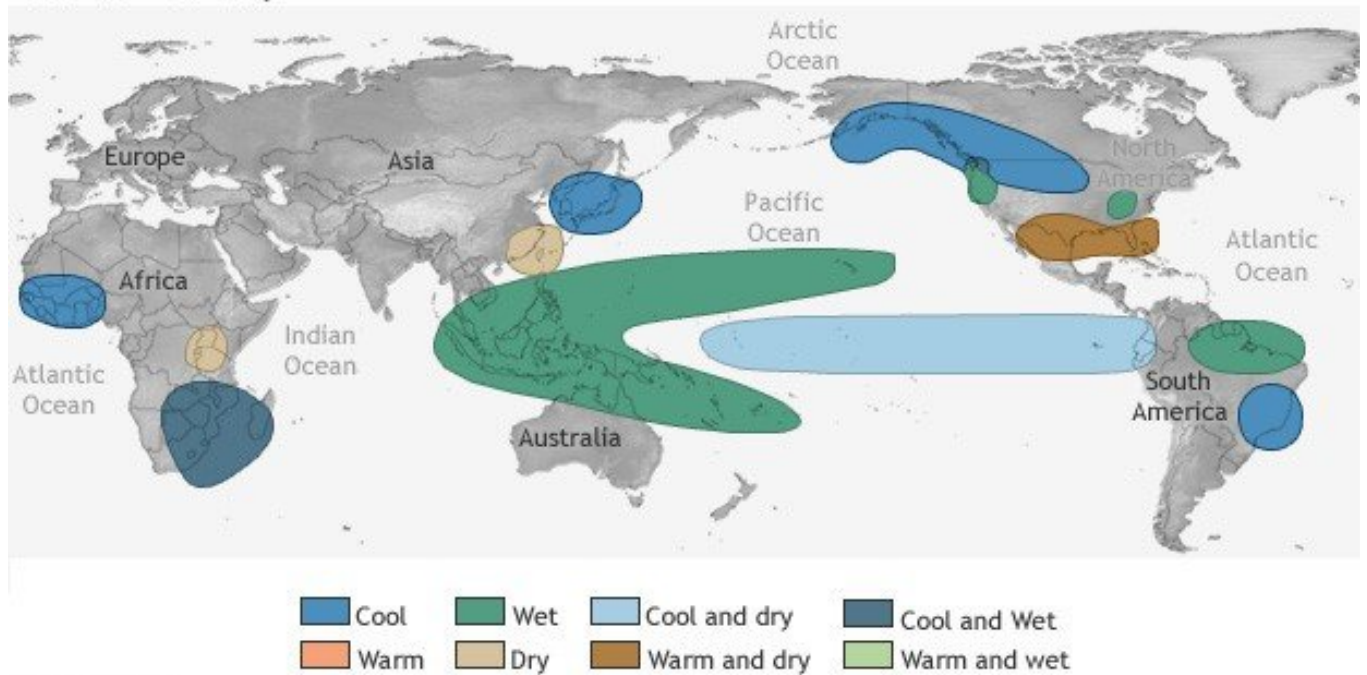 Arctic
Ocean
Europe
Asia
North
America
Pacific
Ocean
Atlantic
Ocean
Africa
Indian
Ocean
Atlantic
Ocean
South
America
Australia
Cool
Wet
Cool and dry
Cool and Wet
Warm
Dry
Warm and dry
Warm and wet